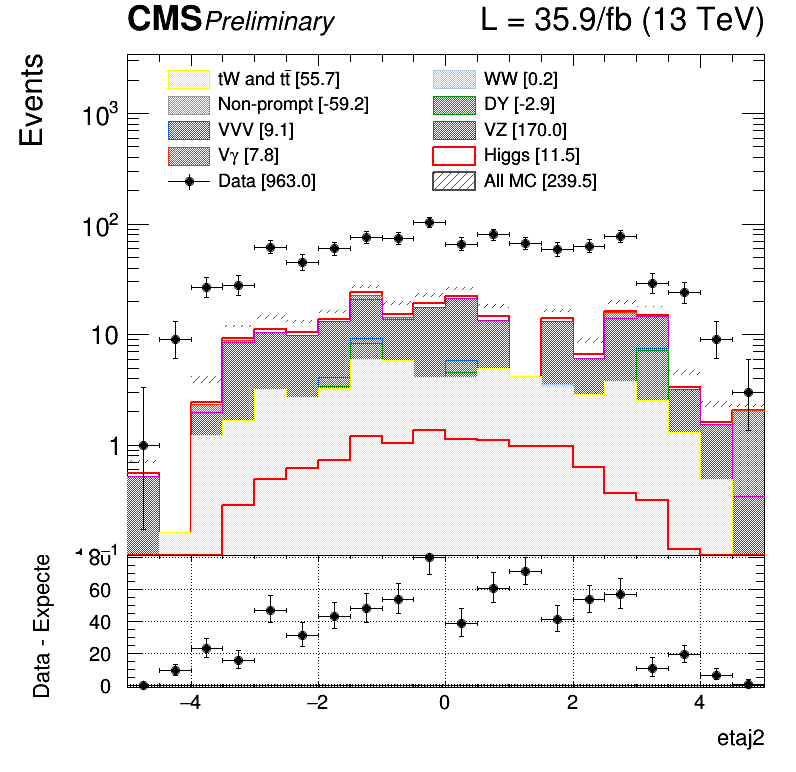 CMS Preliminary L = 35.9/fb (13 TeV)
Events
tW and tt̄ [55.7] WW [0.2]
Non-prompt [-59.2] DY [-2.9]
VVV [9.1] VZ [170.0]
Vγ [7.8] Higgs [11.5]
Data [963.0] All MC [239.5]
10³
10²
10
1
Data - Expecte
80
60
40
20
0
−4 −2 0 2 4
etaj2